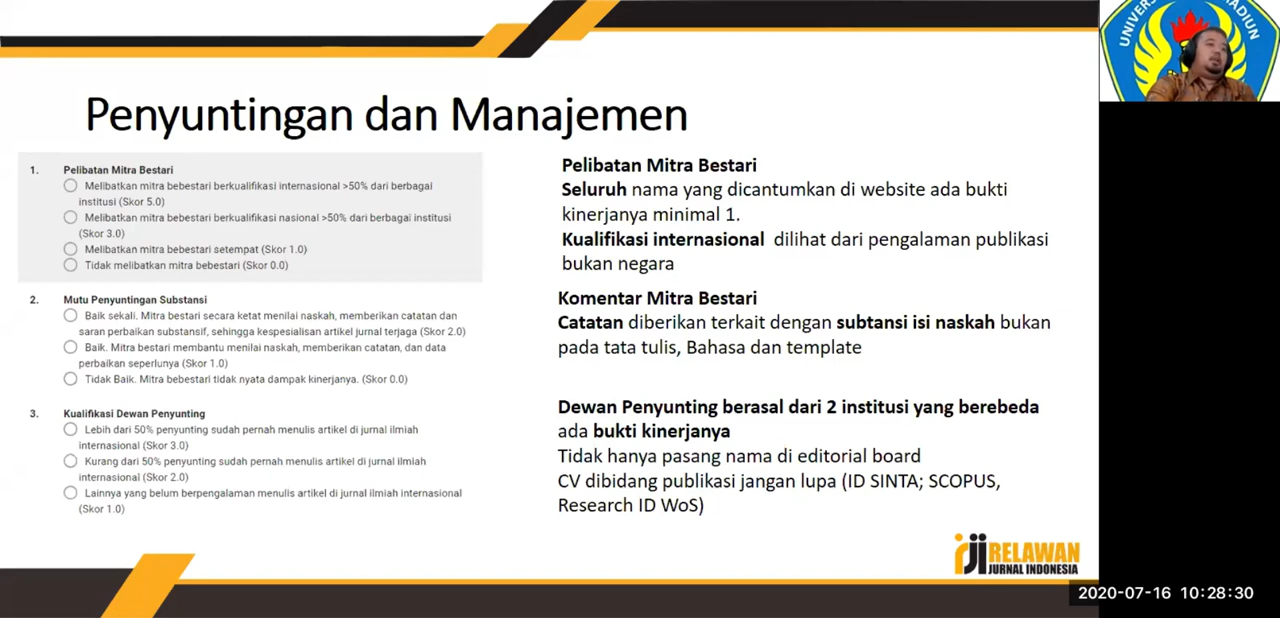 Penyuntingan dan Manajemen
1. Pelibatan Mitra Bestari
Melibatkan mitra bebestari berkualifikasi internasional >50% dari berbagai
institusi (Skor 5.0)
Melibatkan mitra bebestari berkualifikasi nasional >50% dari berbagai institusi
(Skor 3.0)
Melibatkan mitra bebestari setempat (Skor 1.0)
Tidak melibatkan mitra bebestari (Skor 0.0)
2. Mutu Penyuntingan Substansi
Baik sekali. Mitra bestari secara ketat menilai naskah, memberikan catatan dan
saran perbaikan substansif, sehingga kespesialisan artikel jurnal terjaga (Skor 2.0)
Baik. Mitra bestari membantu menilai naskah, memberikan catatan, dan data
perbaikan seperlunya (Skor 1.0)
Tidak Baik. Mitra bebestari tidak nyata dampak kinerjanya. (Skor 0.0)
3. Kualifikasi Dewan Penyunting
Lebih dari 50% penyunting sudah pernah menulis artikel di jurnal ilmiah
internasional (Skor 3.0)
Kurang dari 50% penyunting sudah pernah menulis artikel di jurnal ilmiah
internasional (Skor 2.0)
Lainnya yang belum berpengalaman menulis artikel di jurnal ilmiah internasional
(Skor 1.0)
Pelibatan Mitra Bestari
Seluruh nama yang dicantumkan di website ada bukti
kinerjanya minimal 1.
Kualifikasi internasional dilihat dari pengalaman publikasi
bukan negara
Komentar Mitra Bestari
Catatan diberikan terkait dengan subtansi isi naskah bukan
pada tata tulis, Bahasa dan template
Dewan Penyunting berasal dari 2 institusi yang berebeda
ada bukti kinerjanya
Tidak hanya pasang nama di editorial board
CV dibidang publikasi jangan lupa (ID SINTA; SCOPUS,
Research ID WoS)
rji RELAWAN
JURNAL INDONESIA
2020-07-16 10:28:30